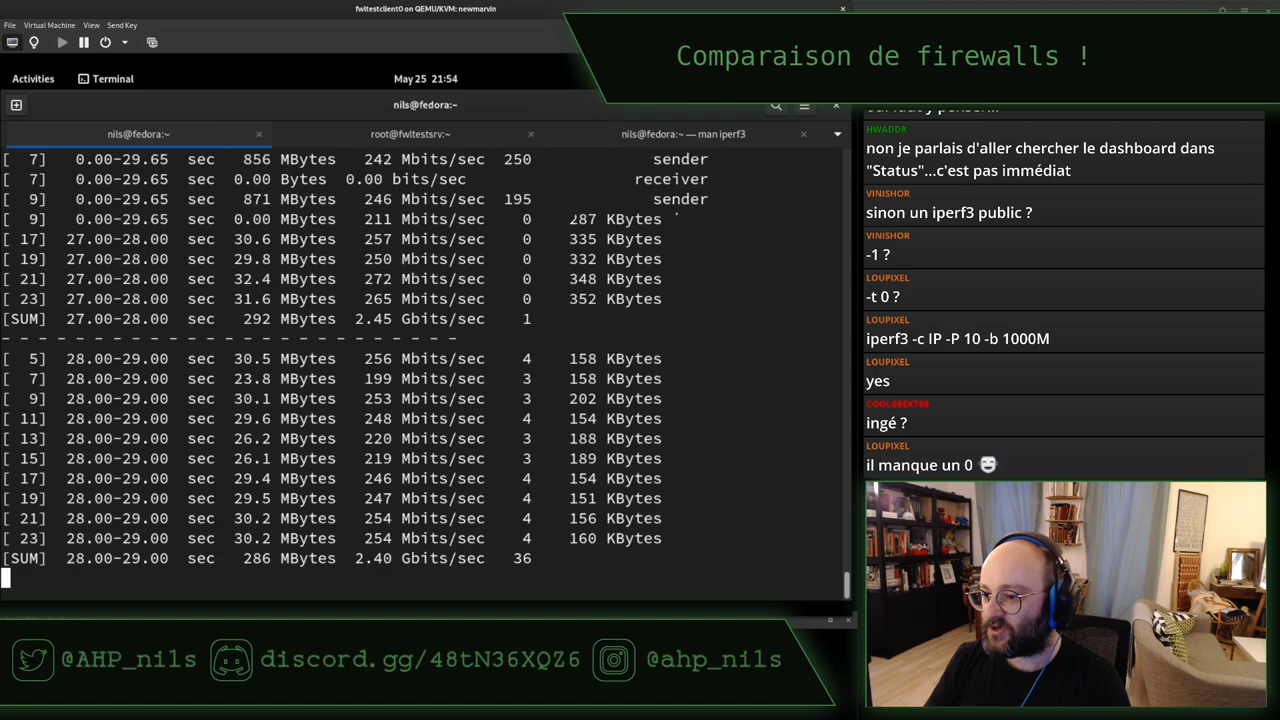 fwltestclient0 on QEMU/KVM: newmarvin
File Virtual Machine View Send Key
Comparaison de firewalls !
Activities Terminal May 25 21:54
nils@fedora:~
nils@fedora:~ root@fwltestsrv:~ nils@fedora:~ — man iperf3
[ 7] 0.00-29.65 sec 856 MBytes 242 Mbits/sec 250 sender
[ 7] 0.00-29.65 sec 0.00 Bytes 0.00 bits/sec receiver
[ 9] 0.00-29.65 sec 871 MBytes 246 Mbits/sec 195 sender
[ 9] 0.00-29.65 sec 0.00 MBytes 211 Mbits/sec 0 287 KBytes
[ 17] 27.00-28.00 sec 30.6 MBytes 257 Mbits/sec 0 335 KBytes
[ 19] 27.00-28.00 sec 29.8 MBytes 250 Mbits/sec 0 332 KBytes
[ 21] 27.00-28.00 sec 32.4 MBytes 272 Mbits/sec 0 348 KBytes
[ 23] 27.00-28.00 sec 31.6 MBytes 265 Mbits/sec 0 352 KBytes
[SUM] 27.00-28.00 sec 292 MBytes 2.45 Gbits/sec 1
- - - - - - - - - - - - - - - - - - - - - - - - -
[ 5] 28.00-29.00 sec 30.5 MBytes 256 Mbits/sec 4 158 KBytes
[ 7] 28.00-29.00 sec 23.8 MBytes 199 Mbits/sec 3 158 KBytes
[ 9] 28.00-29.00 sec 30.1 MBytes 253 Mbits/sec 3 202 KBytes
[ 11] 28.00-29.00 sec 29.6 MBytes 248 Mbits/sec 4 154 KBytes
[ 13] 28.00-29.00 sec 26.2 MBytes 220 Mbits/sec 3 188 KBytes
[ 15] 28.00-29.00 sec 26.1 MBytes 219 Mbits/sec 3 189 KBytes
[ 17] 28.00-29.00 sec 29.4 MBytes 246 Mbits/sec 4 154 KBytes
[ 19] 28.00-29.00 sec 29.5 MBytes 247 Mbits/sec 4 151 KBytes
[ 21] 28.00-29.00 sec 30.2 MBytes 254 Mbits/sec 4 156 KBytes
[ 23] 28.00-29.00 sec 30.2 MBytes 254 Mbits/sec 4 160 KBytes
[SUM] 28.00-29.00 sec 286 MBytes 2.40 Gbits/sec 36
HWADDR
non je parlais d'aller chercher le dashboard dans
"Status"...c'est pas immédiat
VINISHOR
sinon un iperf3 public ?
VINISHOR
-1 ?
LOUPIXEL
-t 0 ?
LOUPIXEL
iperf3 -c IP -P 10 -b 1000M
LOUPIXEL
yes
COOLGEEK789
ingé ?
LOUPIXEL
il manque un 0
@AHP_nils discord.gg/48tN36XQZ6 @ahp_nils